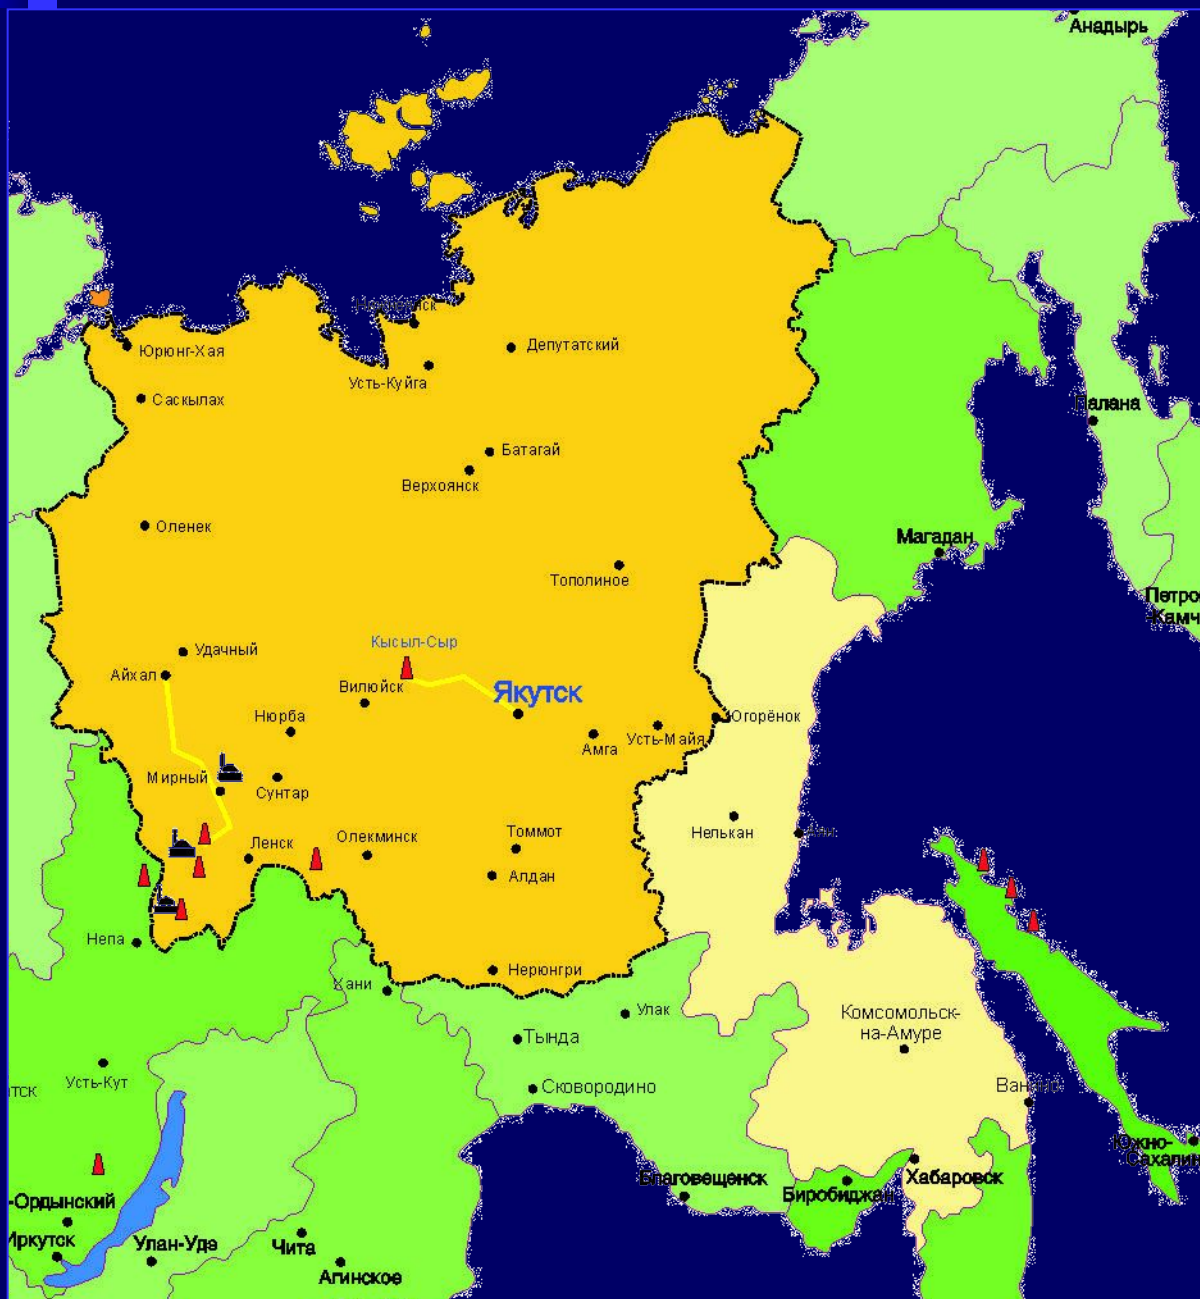 Анадырь
Юрюнг-Хая
Депутатский
Усть-Куйга
Саскылах
Палана
Батагай
Верхоянск
Оленек
Магадан
Тополиное
Петро
-Камч
Кысыл-Сыр
Удачный
Айхал
Вилюйск
Якутск
Нюрба
Югорёнок
Амга
Усть-Майя
Мирный
Сунтар
Нелькан
Томмот
Олекминск
Ленск
Алдан
Непа
Нерюнгри
Хани
Улак
Комсомольск-
на-Амуре
Тында
Усть-Кут
Сковородино
тск
Южно-
Сахалин
Благовещенск
Биробиджан
Хабаровск
-Ордынский
Иркутск
Улан-Удэ
Чита
Агинское